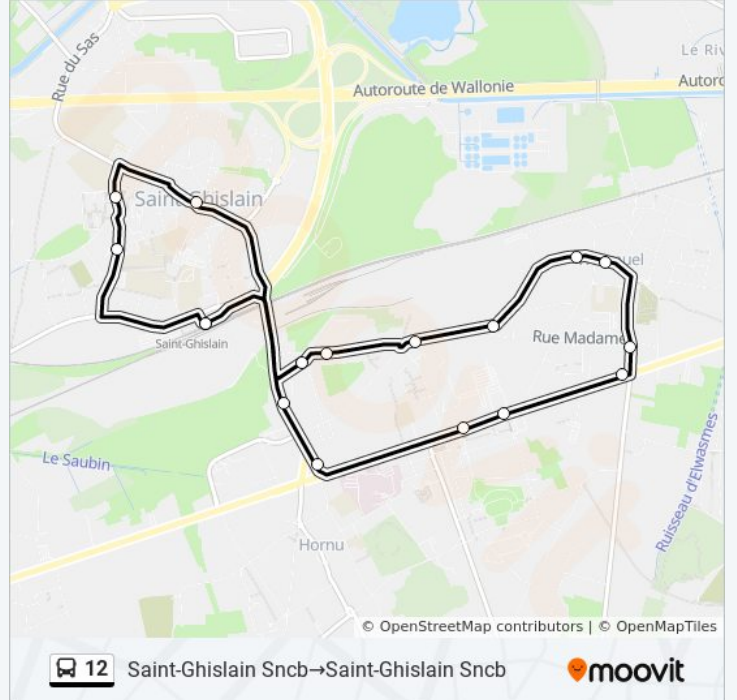 Rue du Sas
Le Riv
Autoroute de Wallonie
Autoro
Saint-Ghislain
uel
Rue Madame
Saint-Ghislain
Le Saubin
Ruisseau d'Elwasmes
Hornu
© OpenStreetMap contributors | © OpenMapTiles
12 Saint-Ghislain Sncb→Saint-Ghislain Sncb moovit